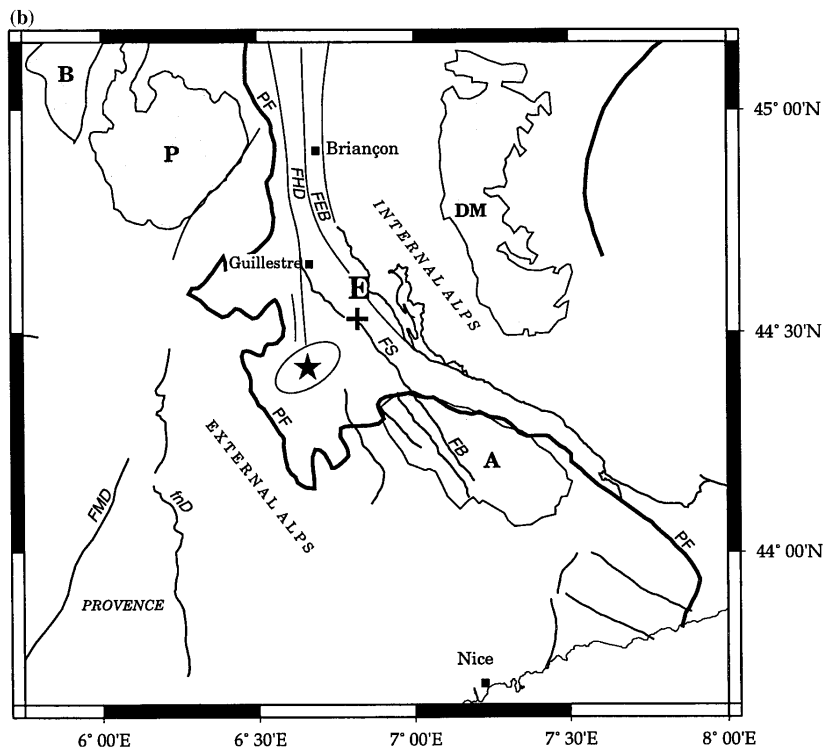 (b)
B
PF
45° 00'N
Briançon
P
FHD
FEB
DM
INTERNAL ALPS
Guillestre
E
44° 30'N
FS
PF
EXTERNAL ALPS
FB
A
FMD
fnD
PF
44° 00'N
PROVENCE
Nice
6° 00'E
6° 30'E
7° 00'E
7° 30'E
8° 00'E